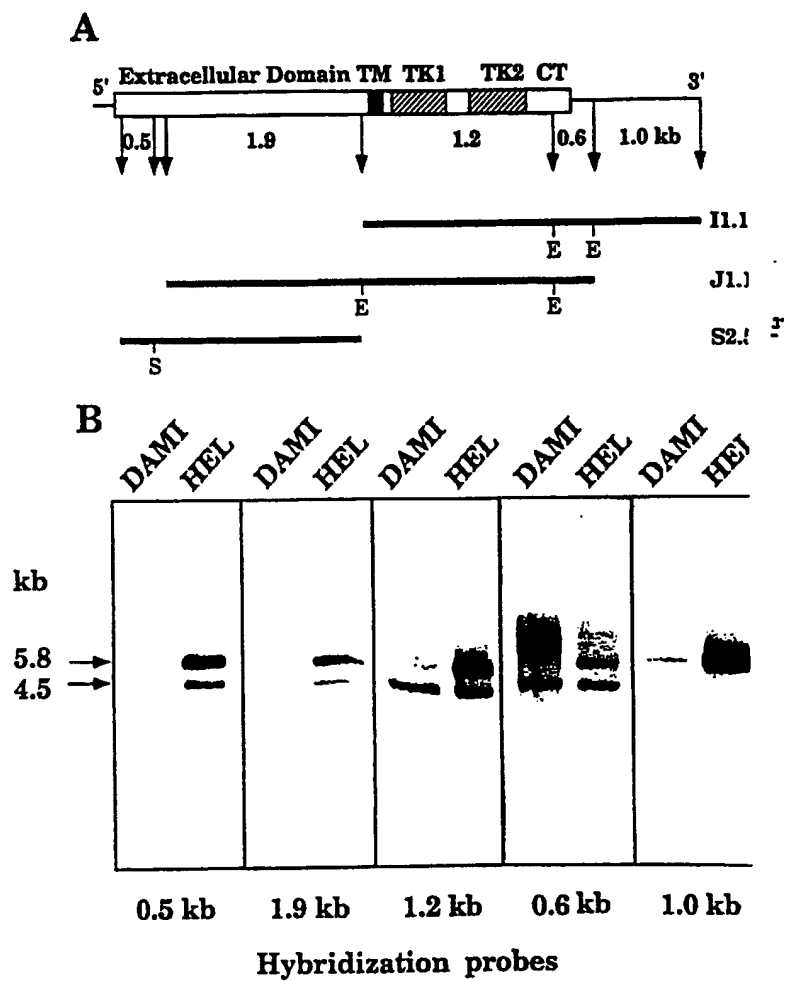 A
5' Extracellular Domain TM TK1 TK2 CT 3'
0.5 1.9 1.2 0.6 1.0 kb
I1.1
E E
J1.1
E E
S
B
DAMI HEL DAMI HEL DAMI HEL DAMI HEL DAMI
kb
5.8
4.5
0.5 kb 1.9 kb 1.2 kb 0.6 kb 1.0 kb
Hybridization probes